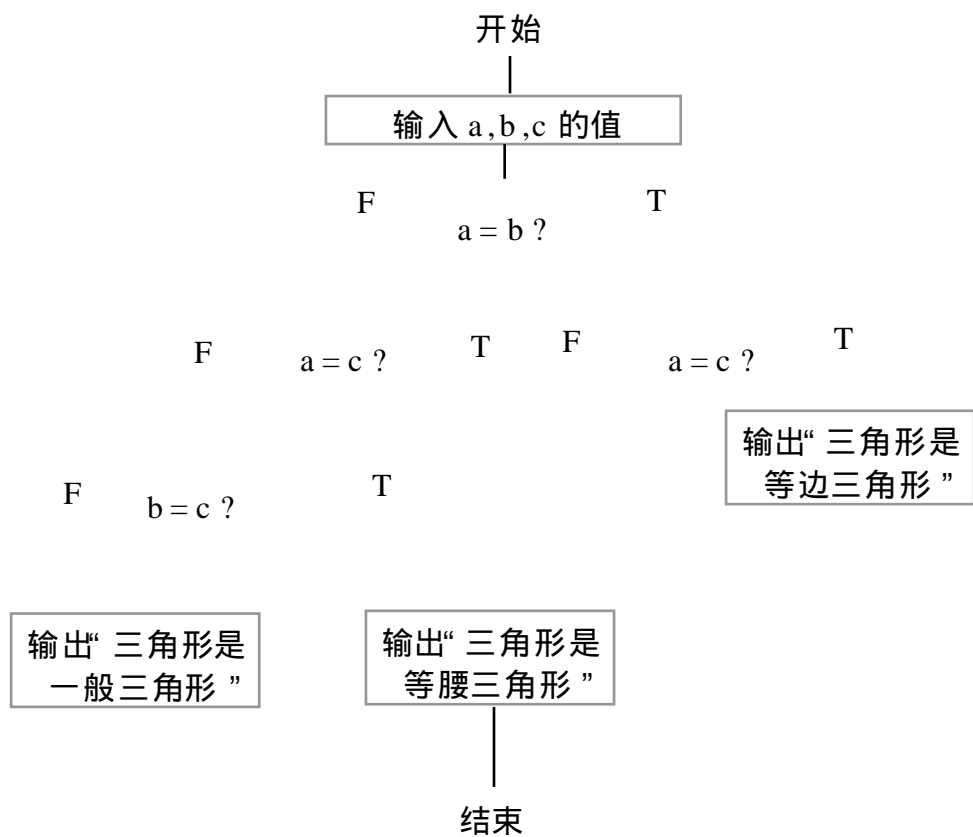 开始
输入 a,b,c 的值
F
T
a = b ?
F
a = c ?
T
F
a = c ?
T
输出“三角形是
等边三角形”
F
b = c ?
T
输出“三角形是
一般三角形”
输出“三角形是
等腰三角形”
结束